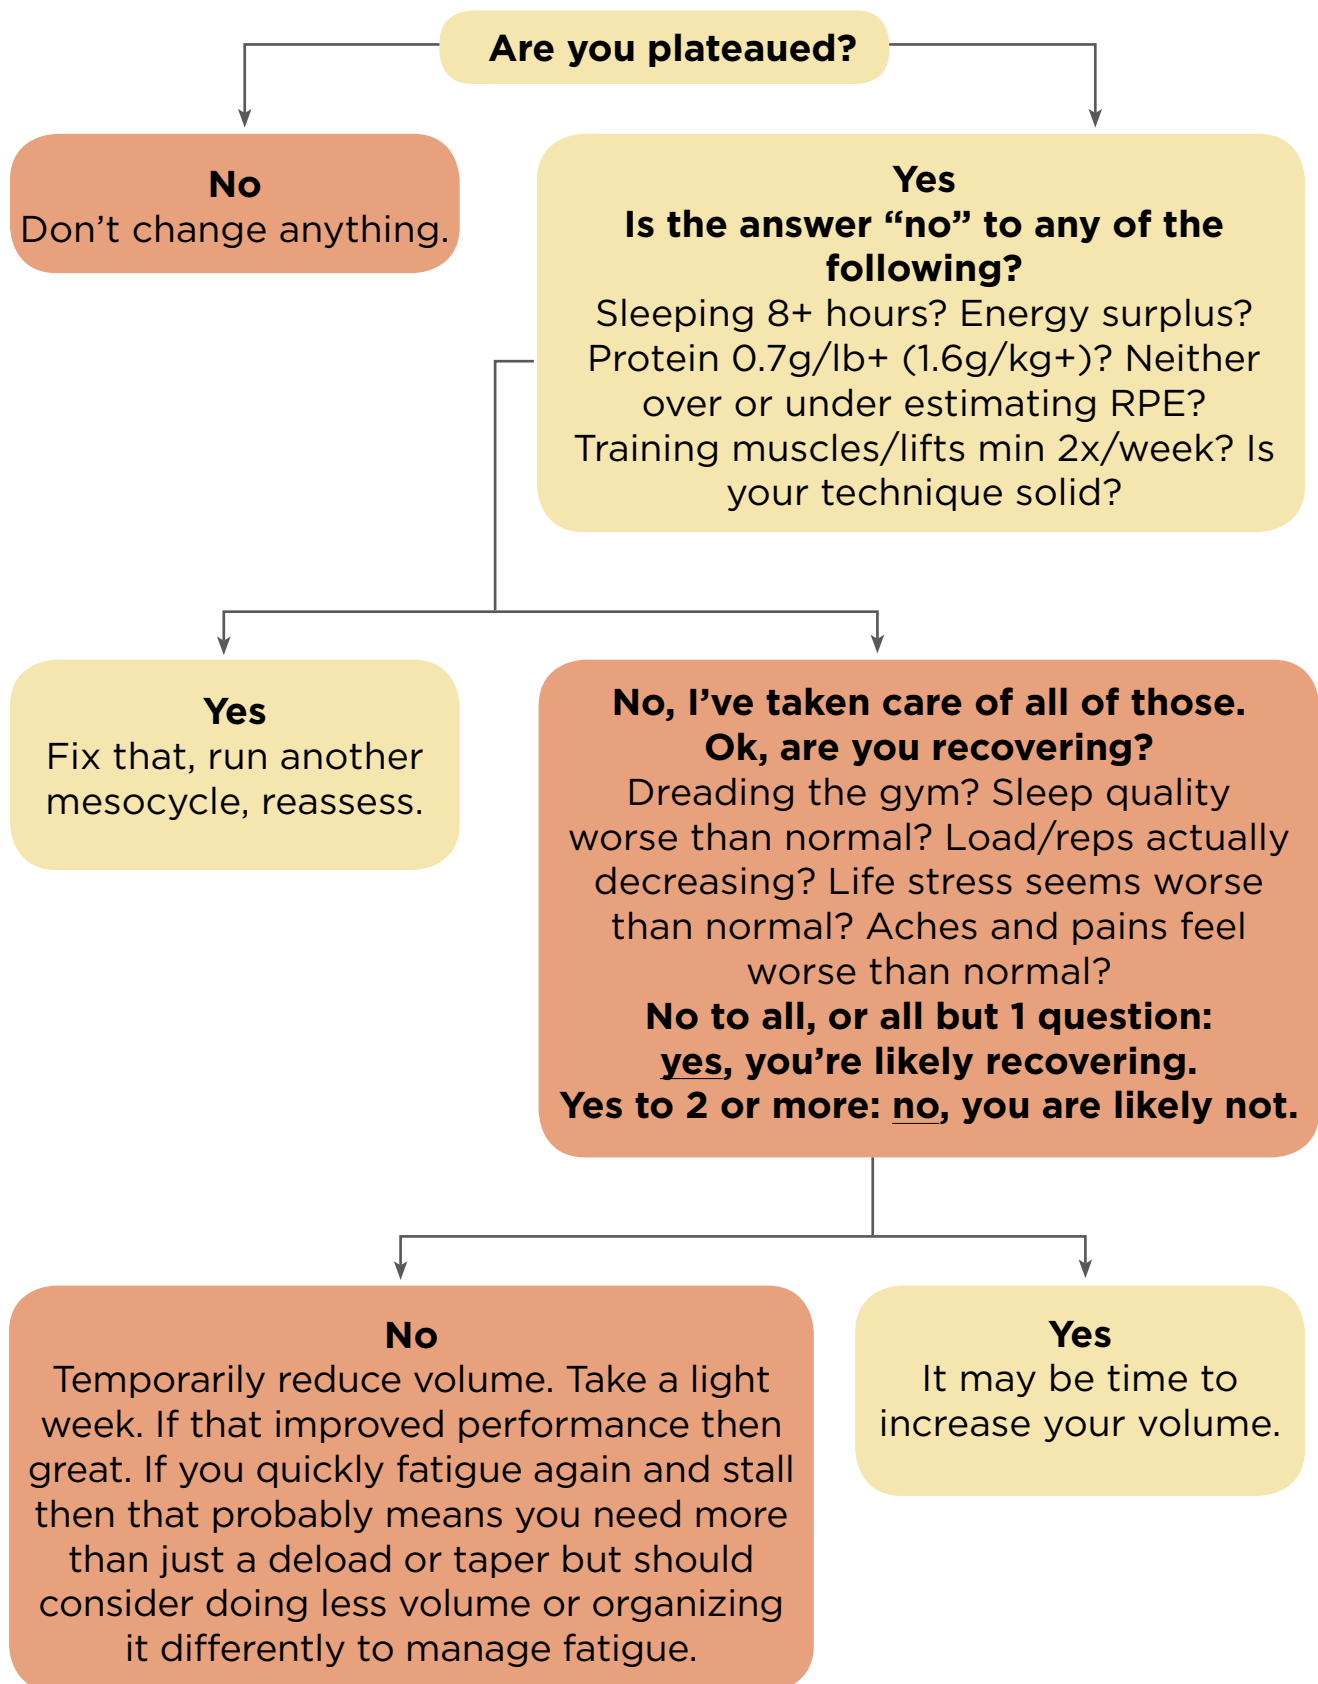 Are you plateaued?
No
Don't change anything.
Yes
Is the answer “no” to any of the
following?
Sleeping 8+ hours? Energy surplus?
Protein 0.7g/lb+ (1.6g/kg+)? Neither
over or under estimating RPE?
Training muscles/lifts min 2x/week? Is
your technique solid?
Yes
Fix that, run another
mesocycle, reassess.
No, I’ve taken care of all of those.
Ok, are you recovering?
Dreading the gym? Sleep quality
worse than normal? Load/reps actually
decreasing? Life stress seems worse
than normal? Aches and pains feel
worse than normal?
No to all, or all but 1 question:
yes, you’re likely recovering.
Yes to 2 or more: no, you are likely not.
No
Temporarily reduce volume. Take a light
week. If that improved performance then
great. If you quickly fatigue again and stall
then that probably means you need more
than just a deload or taper but should
consider doing less volume or organizing
it differently to manage fatigue.
Yes
It may be time to
increase your volume.